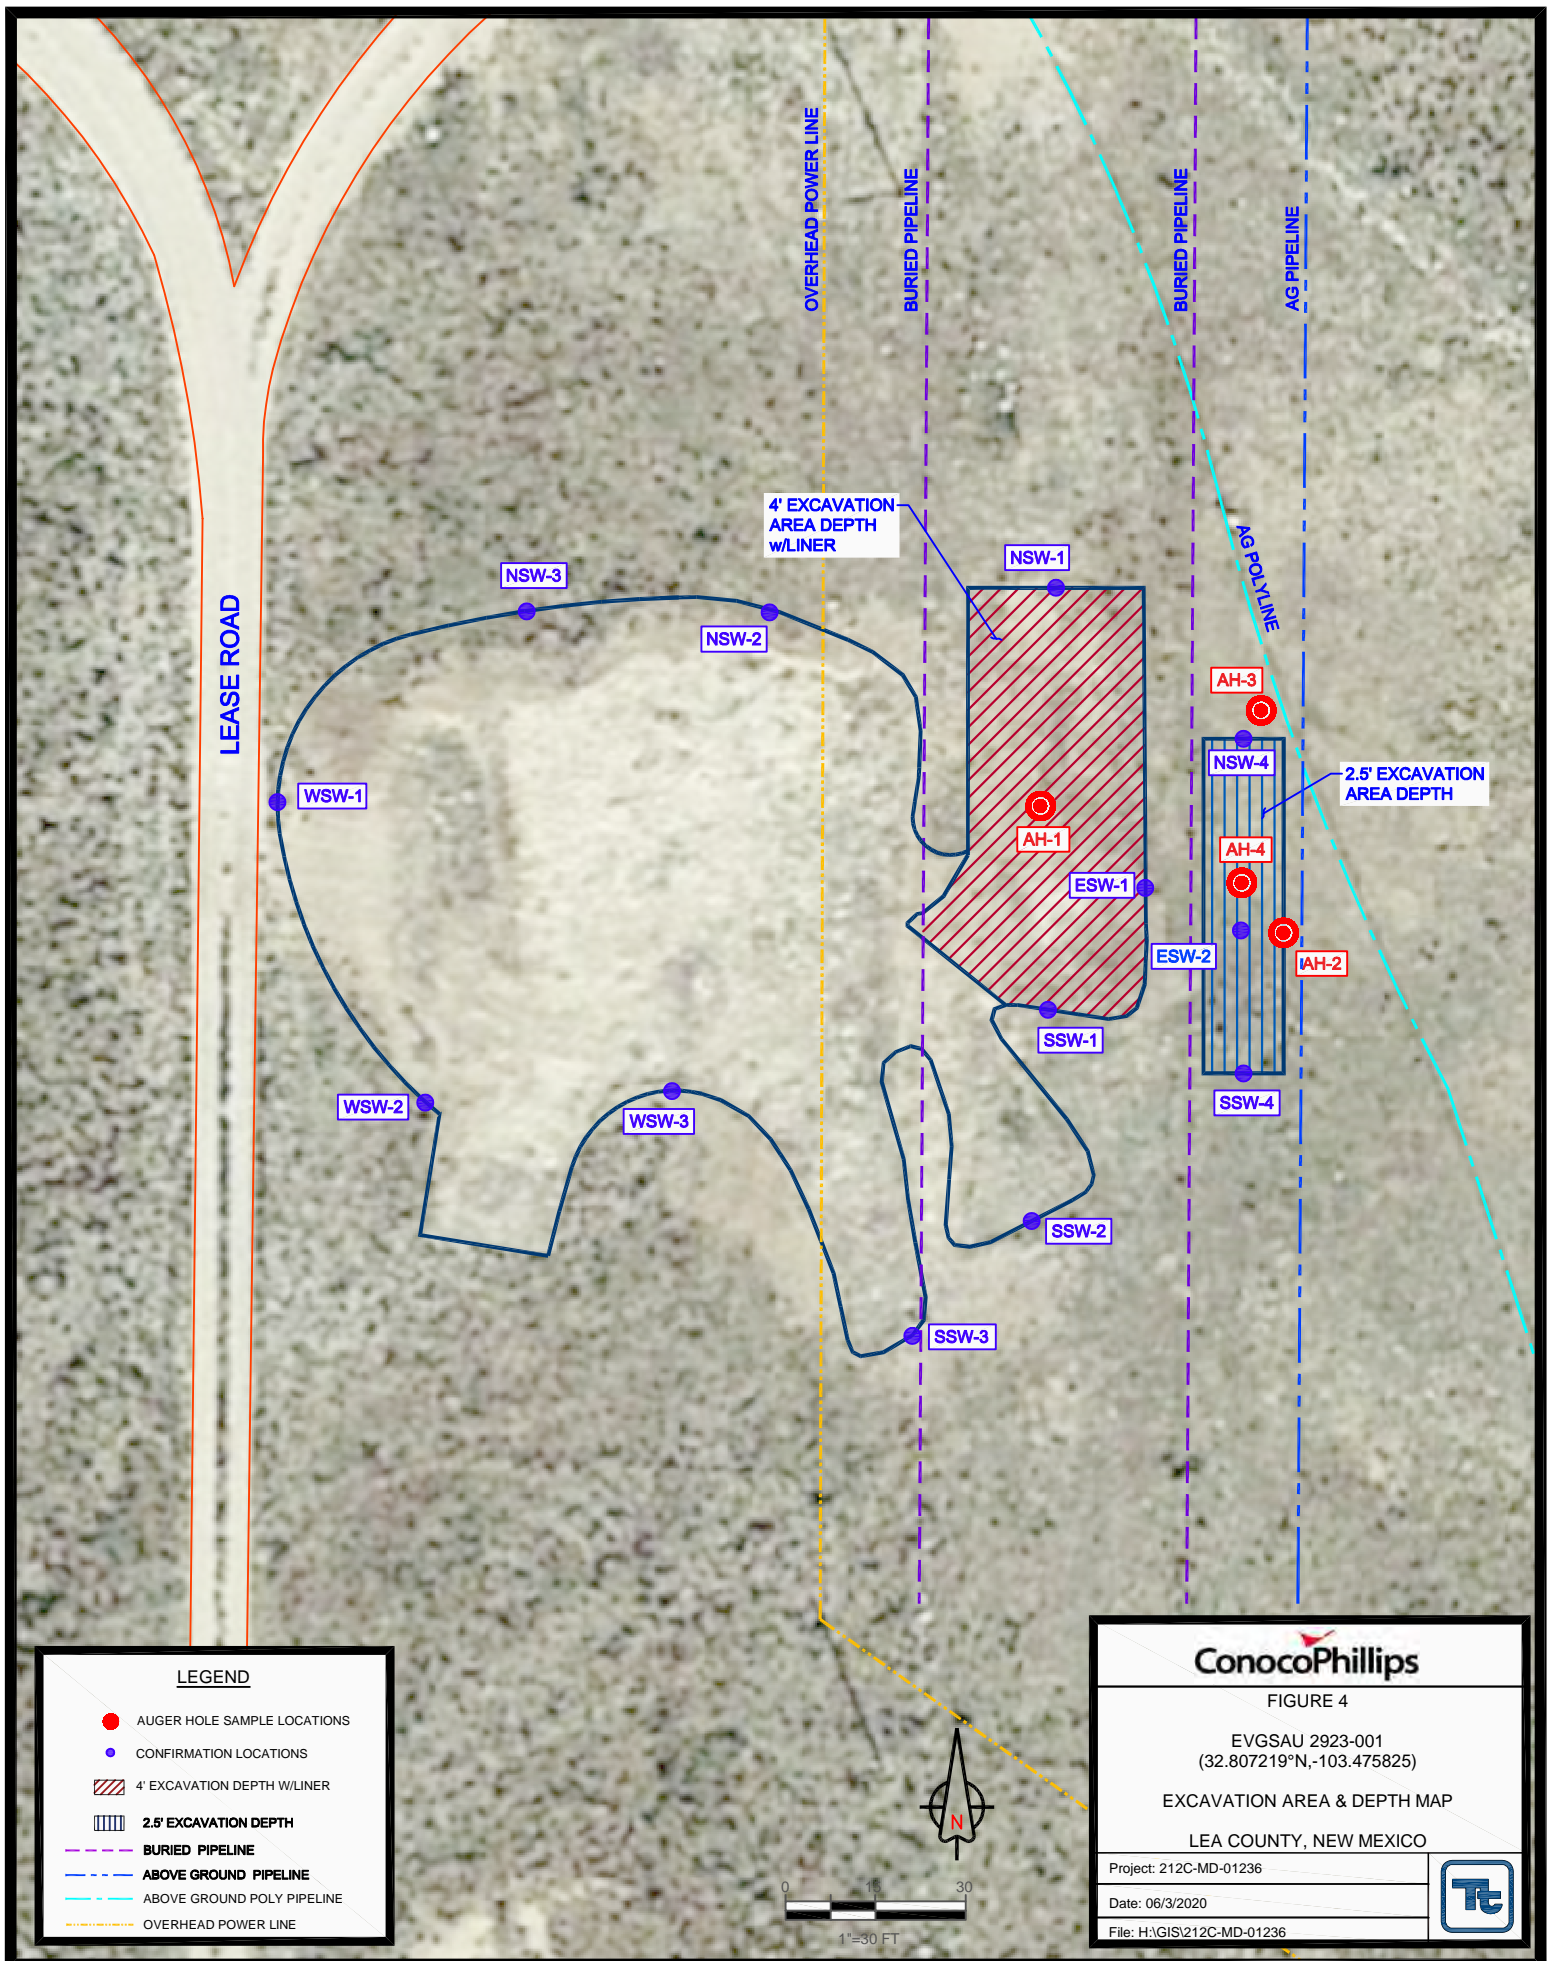 OVERHEAD POWER LINE
BURIED PIPELINE
BURIED PIPELINE
AG PIPELINE
4' EXCAVATION
AREA DEPTH
w/LINER
NSW-1
AG POLYLINE
NSW-3
NSW-2
LEASE ROAD
AH-3
NSW-4
2.5' EXCAVATION
AREA DEPTH
WSW-1
AH-1
AH-4
ESW-1
ESW-2
AH-2
SSW-1
WSW-2
WSW-3
SSW-4
SSW-2
SSW-3
LEGEND
AUGER HOLE SAMPLE LOCATIONS
CONFIRMATION LOCATIONS
4' EXCAVATION DEPTH W/LINER
2.5' EXCAVATION DEPTH
BURIED PIPELINE
ABOVE GROUND PIPELINE
ABOVE GROUND POLY PIPELINE
OVERHEAD POWER LINE
N
0 15 30
1"=30 FT
ConocoPhillips
FIGURE 4
EVGSAU 2923-001
(32.807219°N,-103.475825)
EXCAVATION AREA & DEPTH MAP
LEA COUNTY, NEW MEXICO
Project: 212C-MD-01236
Date: 06/3/2020
File: H:\GIS\212C-MD-01236
Tt